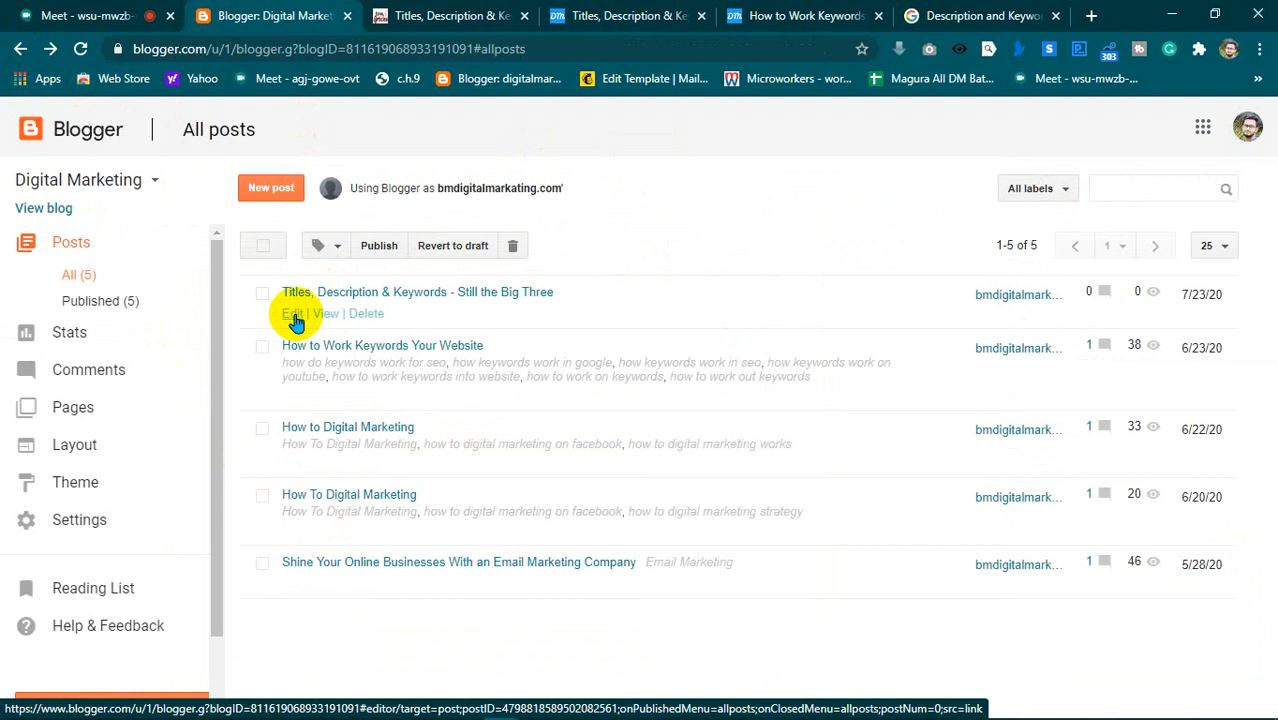 Meet - wsu-mwzb-
Blogger: Digital Market
Titles, Description & Ke
Titles, Description & Ke
How to Work Keywords
Description and Keywo
blogger.com/u/1/blogger.g?blogID=811619068933191091#allposts
303
Apps
Web Store
Yahoo
Meet - agj-gowe-ovt
c.h.9
Blogger: digitalmar...
Edit Template | Mail...
Microworkers - wor...
Magura All DM Bat...
Meet - wsu-mwzb-...
»
Blogger
All posts
Digital Marketing
View blog
New post
Using Blogger as bmdigitalmarkating.com'
All labels
Posts
All (5)
Published (5)
Stats
Comments
Pages
Layout
Theme
Settings
Reading List
Help & Feedback
Publish
Revert to draft
1-5 of 5
1
25
Titles, Description & Keywords - Still the Big Three
Edit | View | Delete
bmdigitalmark...
0
0
7/23/20
How to Work Keywords Your Website
how do keywords work for seo, how keywords work in google, how keywords work in seo, how keywords work on
youtube, how to work keywords into website, how to work on keywords, how to work out keywords
bmdigitalmark...
1
38
6/23/20
How to Digital Marketing
How To Digital Marketing, how to digital marketing on facebook, how to digital marketing works
bmdigitalmark...
1
33
6/22/20
How To Digital Marketing
How To Digital Marketing, how to digital marketing on facebook, how to digital marketing strategy
bmdigitalmark...
1
20
6/20/20
Shine Your Online Businesses With an Email Marketing Company
Email Marketing
bmdigitalmark...
1
46
5/28/20
https://www.blogger.com/u/1/blogger.g?blogID=811619068933191091#editor/target=post;postID=4798818589502082561;onPublishedMenu=allposts;onClosedMenu=allposts;postNum=0;src=link